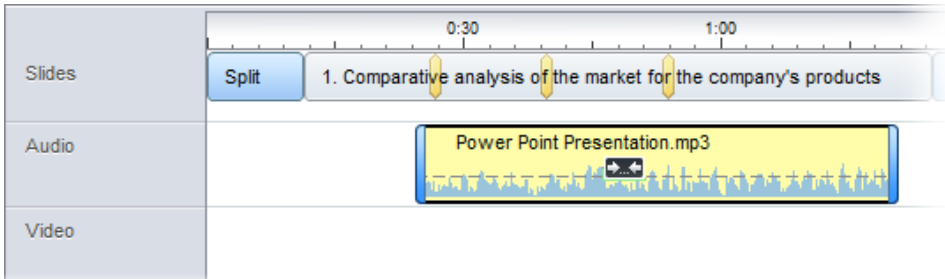 0:30 1:00
Slides Split 1. Comparative analysis of the market for the company's products
Audio Power Point Presentation.mp3
Video